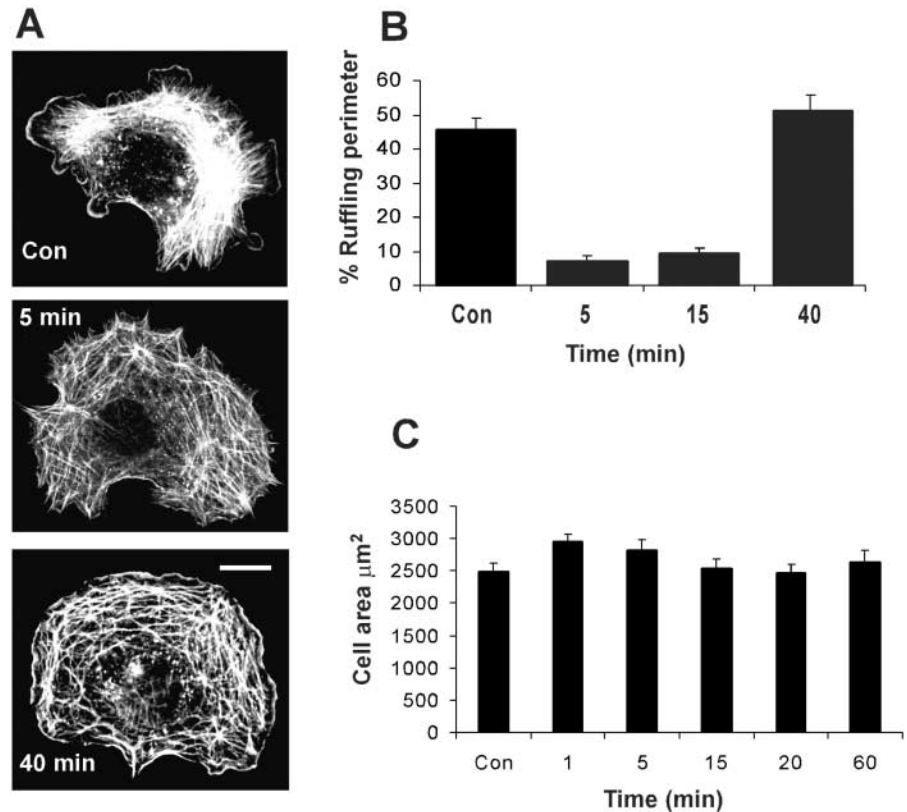 A
Con
5 min
40 min
B
% Ruffling perimeter
60
50
40
30
20
10
0
Con 5 15 40
Time (min)
C
Cell area μm²
3500
3000
2500
2000
1500
1000
500
0
Con 1 5 15 20 60
Time (min)